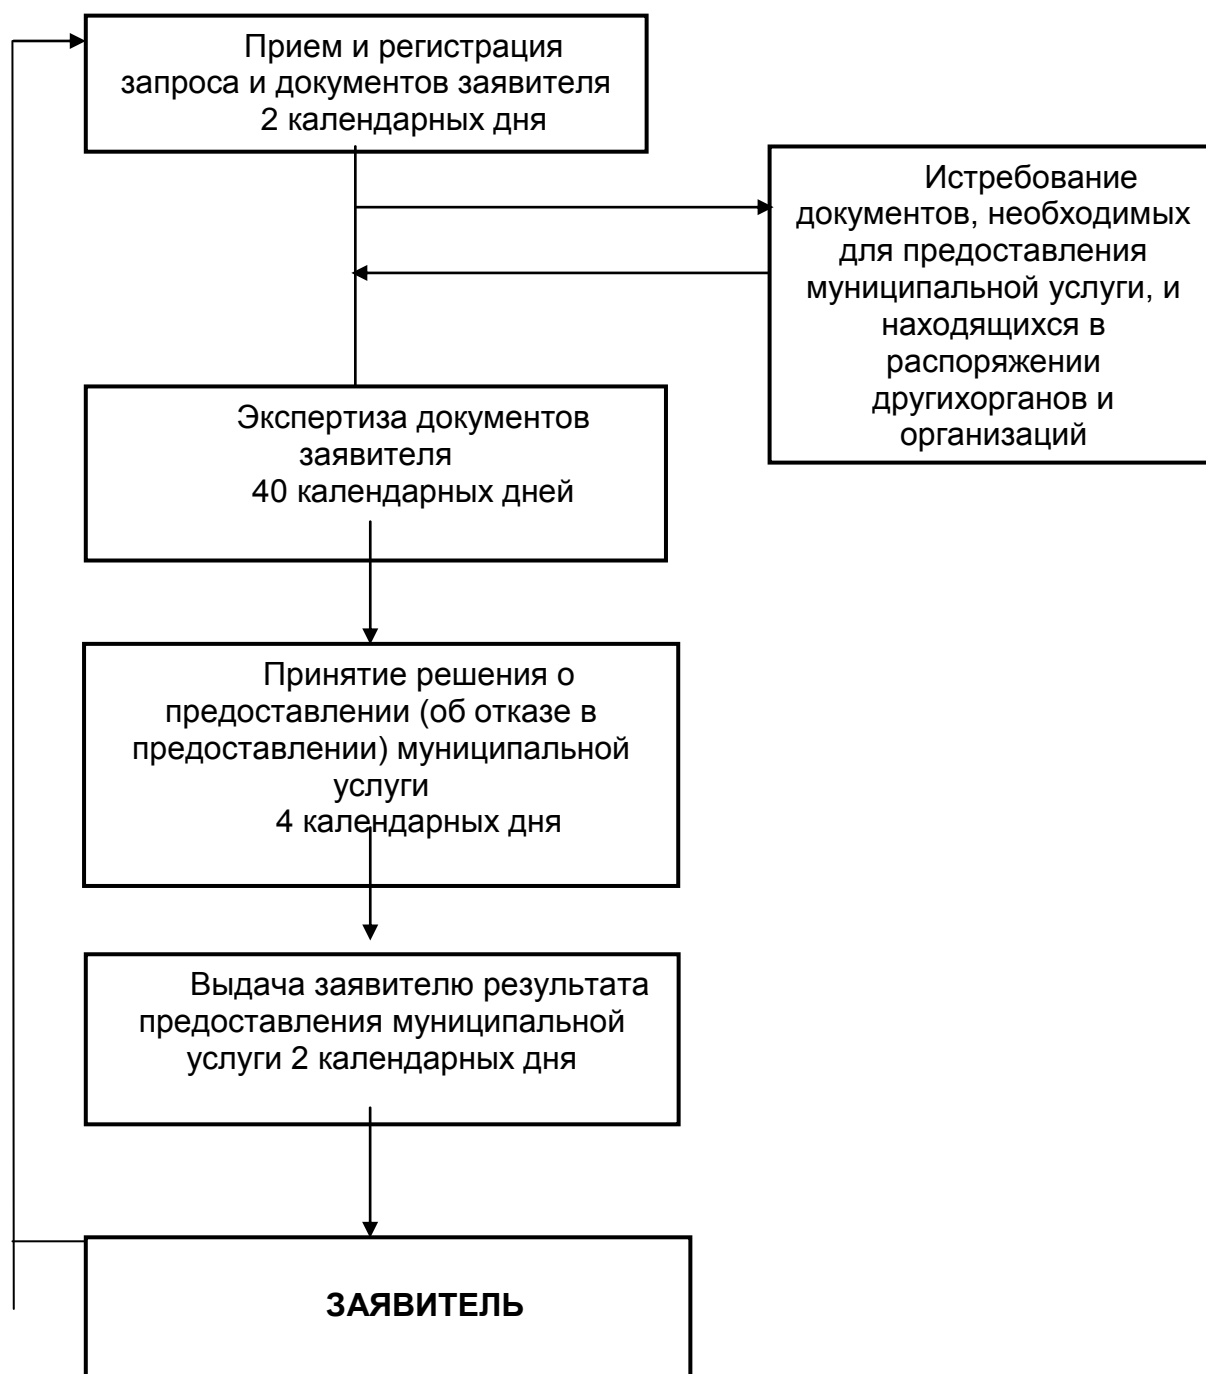 Прием и регистрация
запроса и документов заявителя
2 календарных дня
Истребование
документов, необходимых
для предоставления
муниципальной услуги, и
находящихся в
распоряжении
другихорганов и
организаций
Экспертиза документов
заявителя
40 календарных дней
Принятие решения о
предоставлении (об отказе в
предоставлении) муниципальной
услуги
4 календарных дня
Выдача заявителю результата
предоставления муниципальной
услуги 2 календарных дня
ЗАЯВИТЕЛЬ